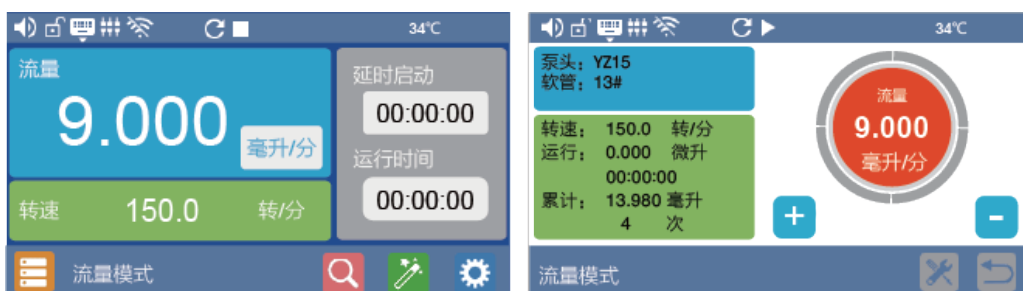 34℃
流量
9.000
毫升/分
转速 150.0 转/分
延时启动
00:00:00
运行时间
00:00:00
流量模式
34℃
泵头：YZ15
软管：13#
转速： 150.0 转/分
运行： 0.000 微升
00:00:00
累计： 13.980 毫升
4 次
流量
9.000
毫升/分
+
-
流量模式